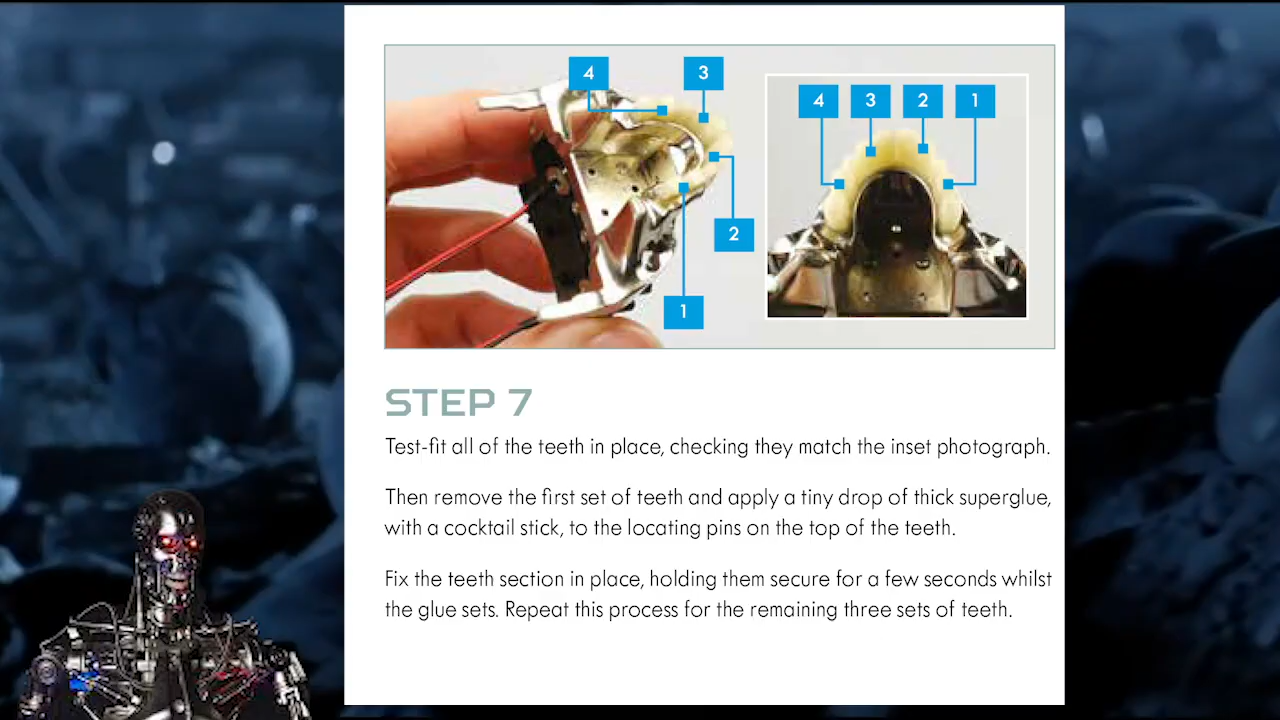 4 3
4 3 2 1
2
1
STEP 7
Test-fit all of the teeth in place, checking they match the inset photograph.
Then remove the first set of teeth and apply a tiny drop of thick superglue,
with a cocktail stick, to the locating pins on the top of the teeth.
Fix the teeth section in place, holding them secure for a few seconds whilst
the glue sets. Repeat this process for the remaining three sets of teeth.